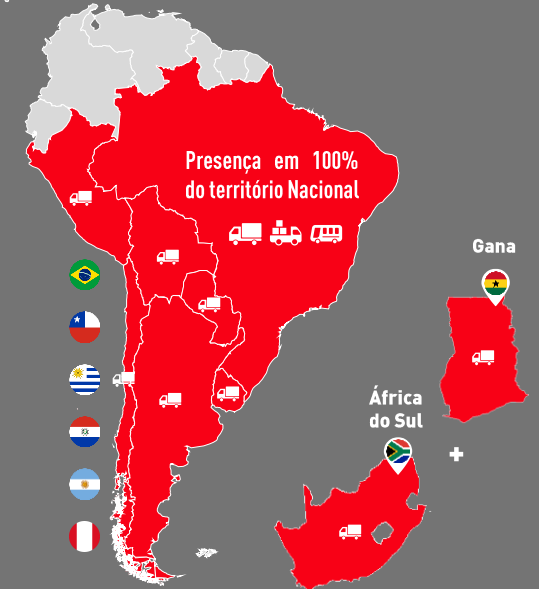 Presença em 100%
do território Nacional
Gana
África
do Sul
+